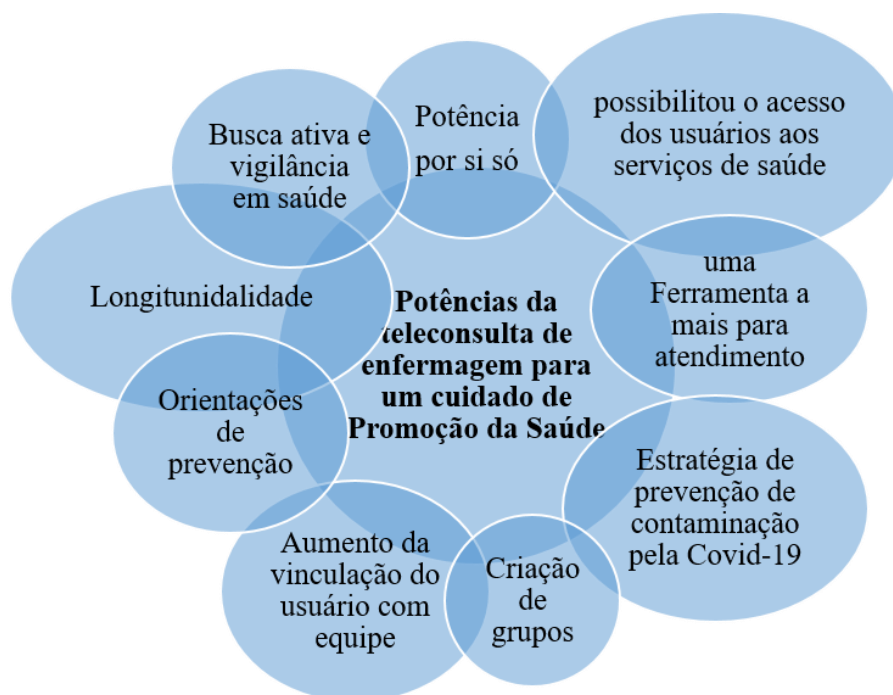 Potência
por si só
possibilitou o acesso
dos usuários aos
serviços de saúde
uma
Ferramenta a
mais para
atendimento
Estratégia de
prevenção de
contaminação
pela Covid-19
Criação
de
grupos
Aumento da
vinculação do
usuário com
equipe
Orientações
de
prevenção
Longitunidalidade
Busca ativa e
vigilância
em saúde
Potências da
teleconsulta de
enfermagem para
um cuidado de
Promoção da Saúde